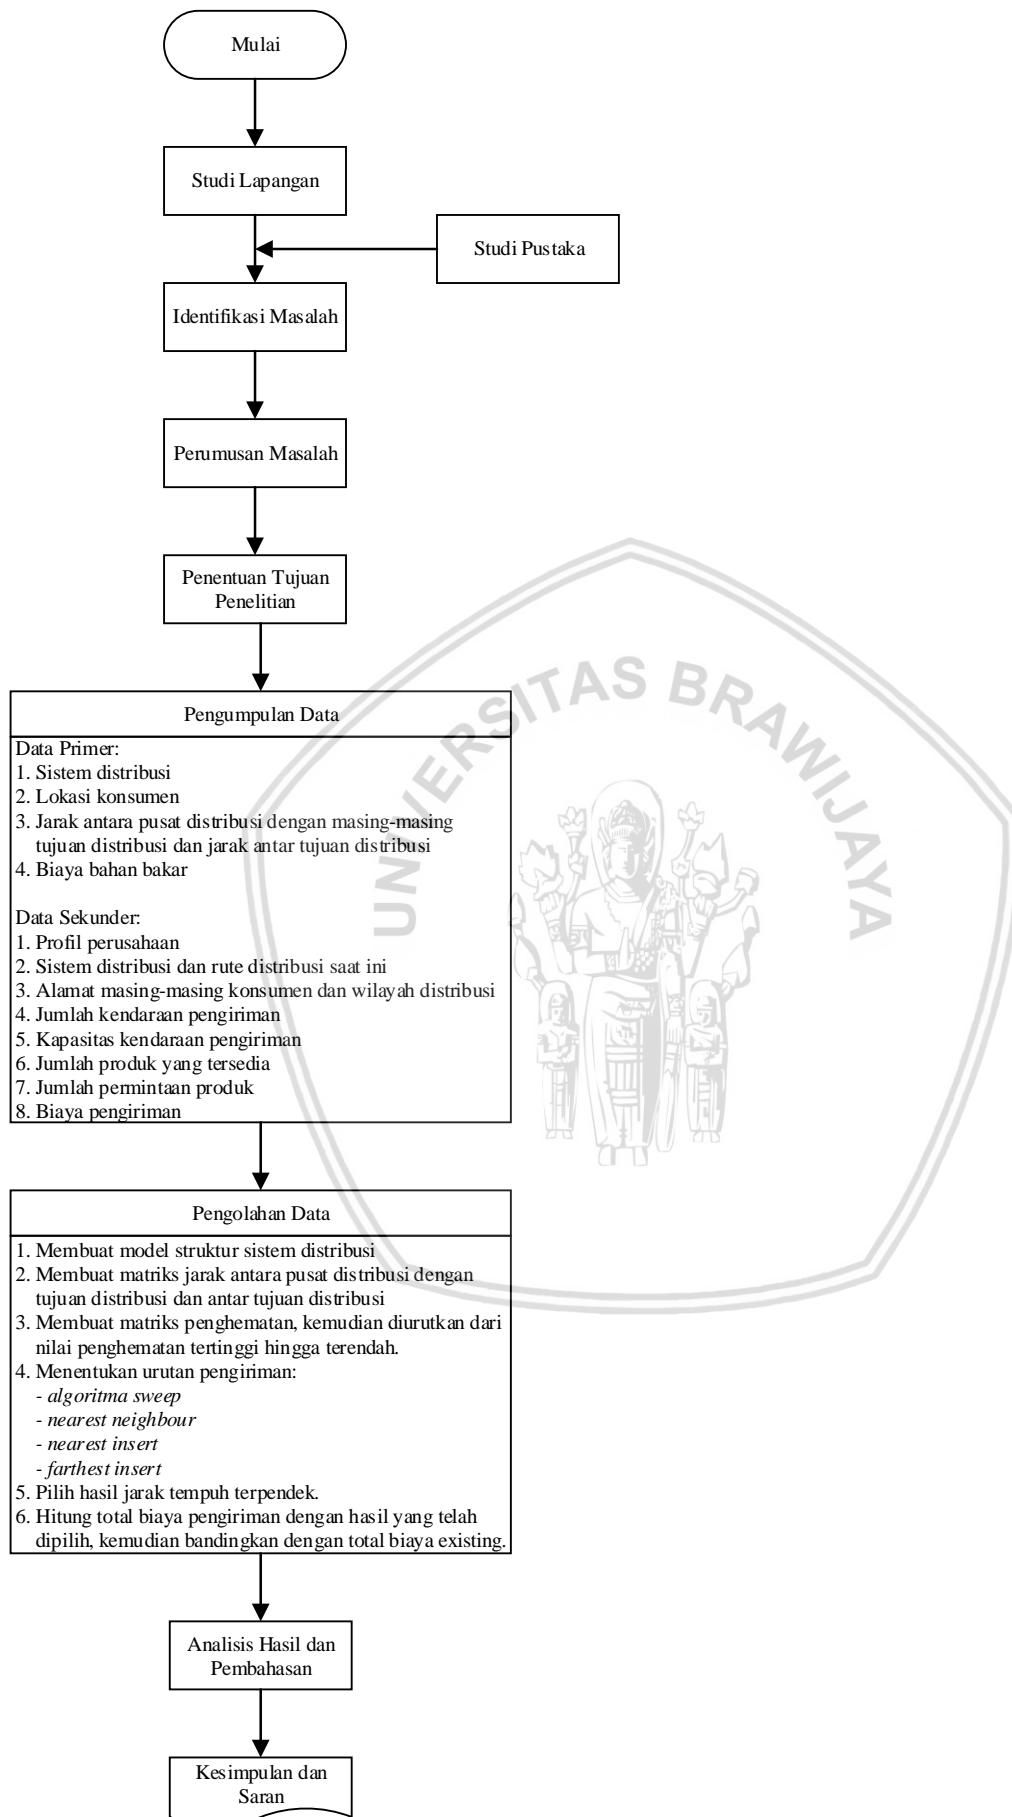 Mulai
Studi Lapangan
Studi Pustaka
Identifikasi Masalah
Perumusan Masalah
Penentuan Tujuan
Penelitian
Pengumpulan Data
Data Primer:
1. Sistem distribusi
2. Lokasi konsumen
3. Jarak antara pusat distribusi dengan masing-masing
tujuan distribusi dan jarak antar tujuan distribusi
4. Biaya bahan bakar
Data Sekunder:
1. Profil perusahaan
2. Sistem distribusi dan rute distribusi saat ini
3. Alamat masing-masing konsumen dan wilayah distribusi
4. Jumlah kendaraan pengiriman
5. Kapasitas kendaraan pengiriman
6. Jumlah produk yang tersedia
7. Jumlah permintaan produk
8. Biaya pengiriman
UNIVERSITAS BRAWIJAYA
Pengolahan Data
1. Membuat model struktur sistem distribusi
2. Membuat matriks jarak antara pusat distribusi dengan
tujuan distribusi dan antar tujuan distribusi
3. Membuat matriks penghematan, kemudian diurutkan dari
nilai penghematan tertinggi hingga terendah.
4. Menentukan urutan pengiriman:
- algoritma sweep
- nearest neighbour
- nearest insert
- farthest insert
5. Pilih hasil jarak tempuh terpendek.
6. Hitung total biaya pengiriman dengan hasil yang telah
dipilih, kemudian bandingkan dengan total biaya existing.
Analisis Hasil dan
Pembahasan
Kesimpulan dan
Saran